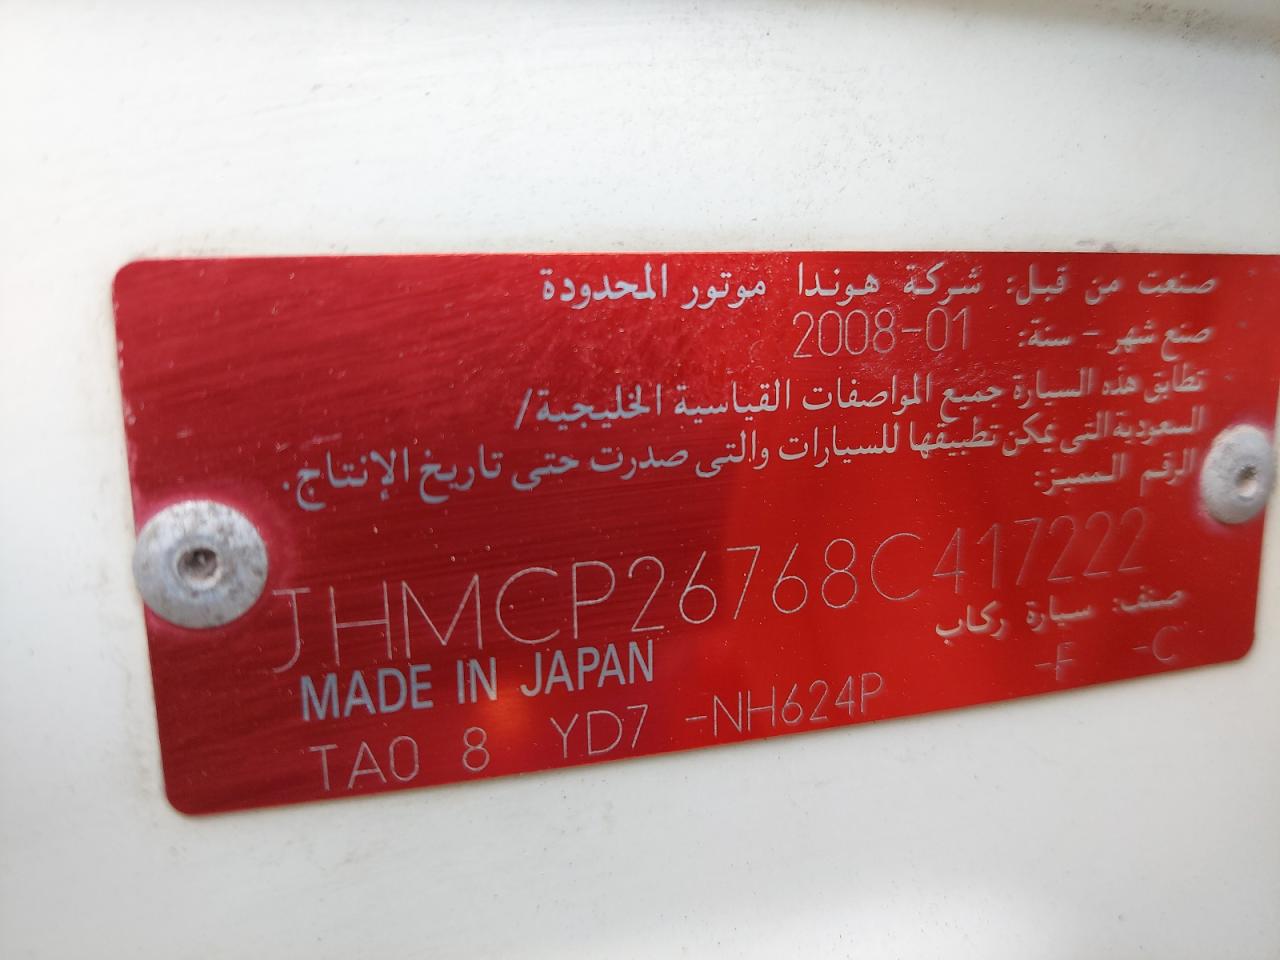 صنعت من قبل: شركة هوندا موتور المحدودة
صنع شهر - سنة: 2008-01
تطابق هذه السيارة جميع المواصفات القياسية الخليجية/
السعودية التى يمكن تطبيقها للسيارات والتى صدرت حتى تاريخ الإنتاج.
الرقم المميز:
JHMCP26768C417222
صنف: سيارة ركاب
MADE IN JAPAN
TA0 8 YD7 -NH624P -F -C